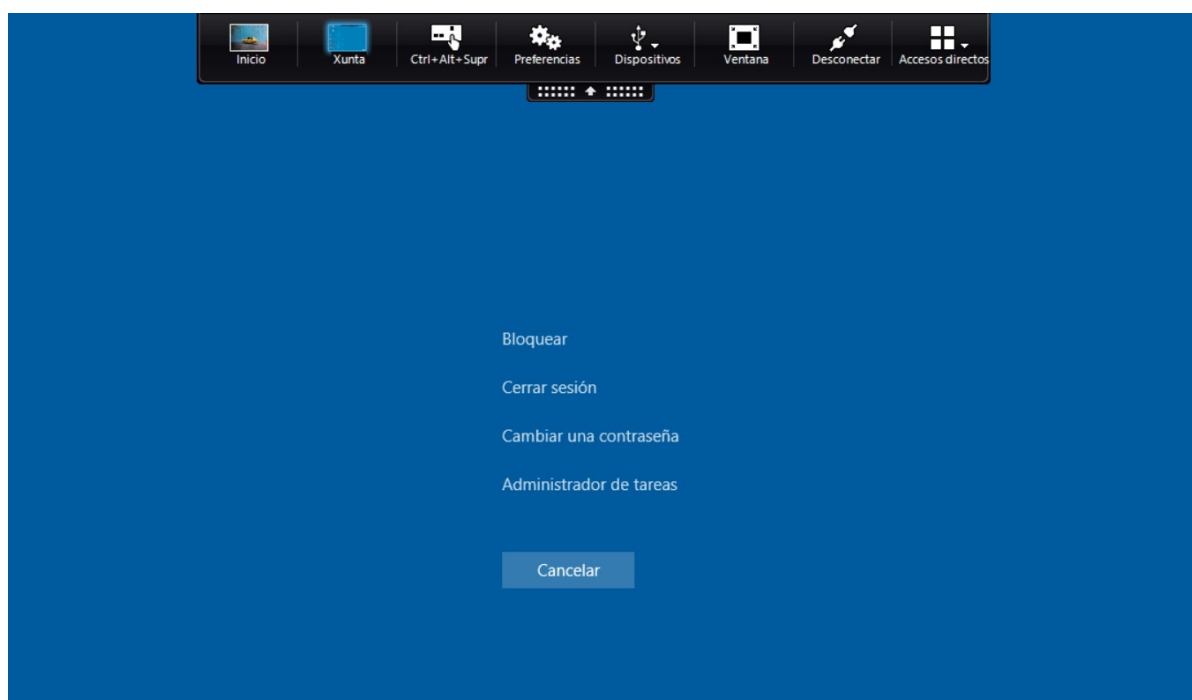 Inicio Xunta Ctrl+Alt+Supr Preferencias Dispositivos Ventana Desconectar Accesos directos
Bloquear
Cerrar sesión
Cambiar una contraseña
Administrador de tareas
Cancelar